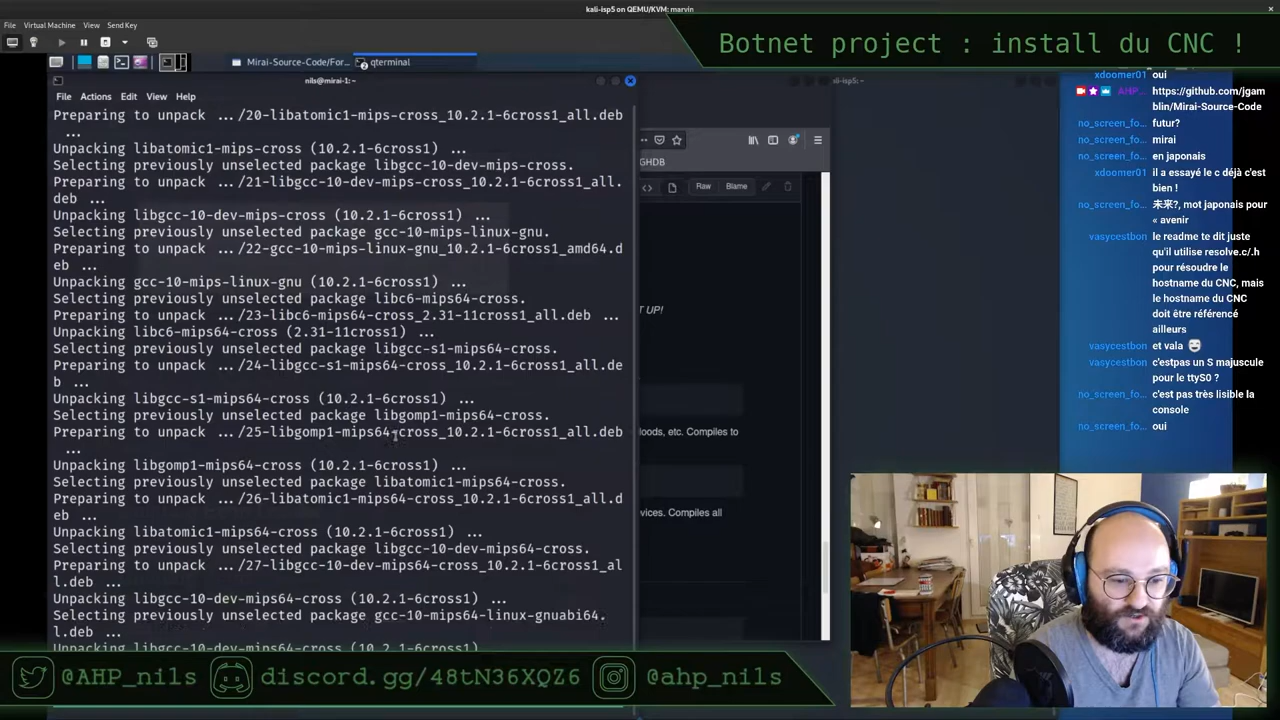 kali-isp5 on QEMU/KVM: marvin
File Virtual Machine View Send Key
Botnet project : install du CNC !
Mirai-Source-Code/For...
qterminal
nils@mirai-1: ~
File Actions Edit View Help
Preparing to unpack .../20-libatomic1-mips-cross_10.2.1-6cross1_all.deb
...
Unpacking libatomic1-mips-cross (10.2.1-6cross1) ...
Selecting previously unselected package libgcc-10-dev-mips-cross.
Preparing to unpack .../21-libgcc-10-dev-mips-cross_10.2.1-6cross1_all.
deb ...
Unpacking libgcc-10-dev-mips-cross (10.2.1-6cross1) ...
Selecting previously unselected package gcc-10-mips-linux-gnu.
Preparing to unpack .../22-gcc-10-mips-linux-gnu_10.2.1-6cross1_amd64.d
eb ...
Unpacking gcc-10-mips-linux-gnu (10.2.1-6cross1) ...
Selecting previously unselected package libc6-mips64-cross.
Preparing to unpack .../23-libc6-mips64-cross_2.31-11cross1_all.deb ...
Unpacking libc6-mips64-cross (2.31-11cross1) ...
Selecting previously unselected package libgcc-s1-mips64-cross.
Preparing to unpack .../24-libgcc-s1-mips64-cross_10.2.1-6cross1_all.de
b ...
Unpacking libgcc-s1-mips64-cross (10.2.1-6cross1) ...
Selecting previously unselected package libgomp1-mips64-cross.
Preparing to unpack .../25-libgomp1-mips64-cross_10.2.1-6cross1_all.deb
...
Unpacking libgomp1-mips64-cross (10.2.1-6cross1) ...
Selecting previously unselected package libatomic1-mips64-cross.
Preparing to unpack .../26-libatomic1-mips64-cross_10.2.1-6cross1_all.d
eb ...
Unpacking libatomic1-mips64-cross (10.2.1-6cross1) ...
Selecting previously unselected package libgcc-10-dev-mips64-cross.
Preparing to unpack .../27-libgcc-10-dev-mips64-cross_10.2.1-6cross1_al
l.deb ...
Unpacking libgcc-10-dev-mips64-cross (10.2.1-6cross1) ...
Selecting previously unselected package gcc-10-mips64-linux-gnuabi64.
l.deb ...
ali-isp5: ~
GHDB
Raw Blame
T UP!
loads, etc. Compiles to
vices. Compiles all
xdoomer01 oui
AHP_... https://github.com/jgam
blin/Mirai-Source-Code
no_screen_fo... futur?
no_screen_fo... mirai
no_screen_fo... en japonais
xdoomer01 il a essayé le c déjà c'est
bien !
no_screen_fo... 未来?, mot japonais pour
« avenir
vasycestbon le readme te dit juste
qu'il utilise resolve.c/.h
pour résoudre le
hostname du CNC, mais
le hostname du CNC
doit être référencé
ailleurs
vasycestbon et vala
vasycestbon c'estpas un S majuscule
pour le ttyS0 ?
no_screen_fo... c'est pas très lisible la
console
no_screen_fo... oui
@AHP_nils discord.gg/48tN36XQZ6 @ahp_nils